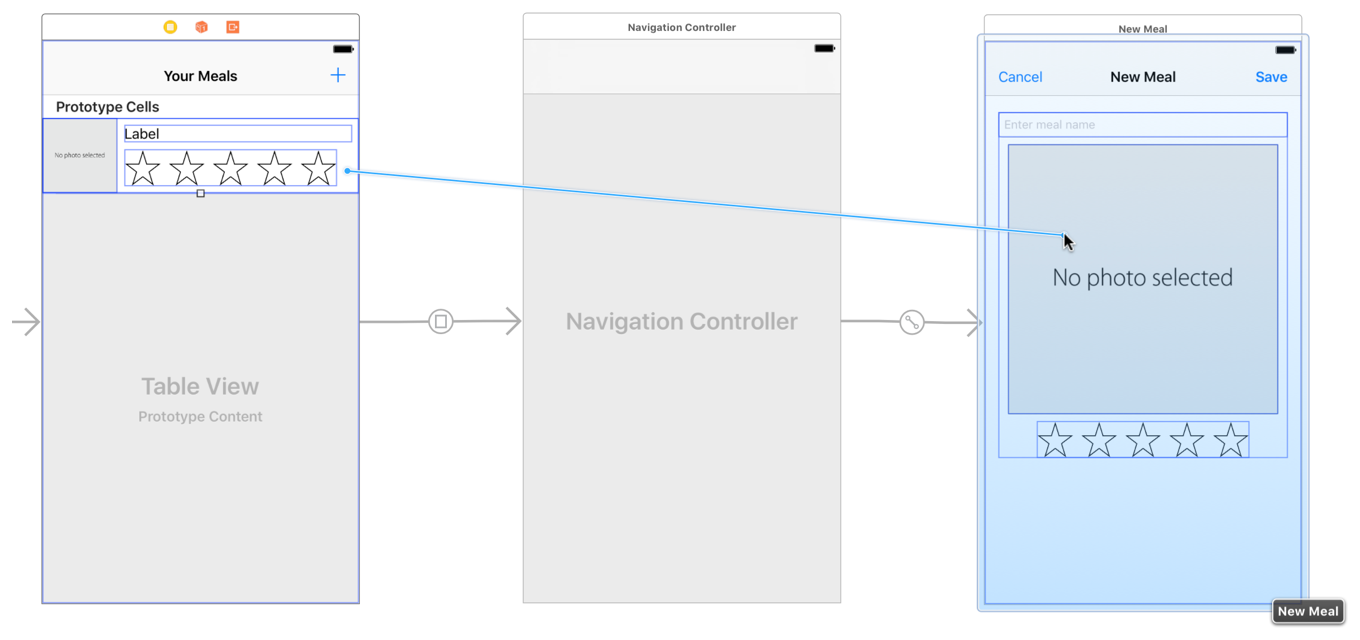 Navigation Controller
New Meal
Your Meals
Cancel
New Meal
Save
Prototype Cells
Label
Enter meal name
No photo selected
No photo selected
Navigation Controller
Table View
Prototype Content
New Meal